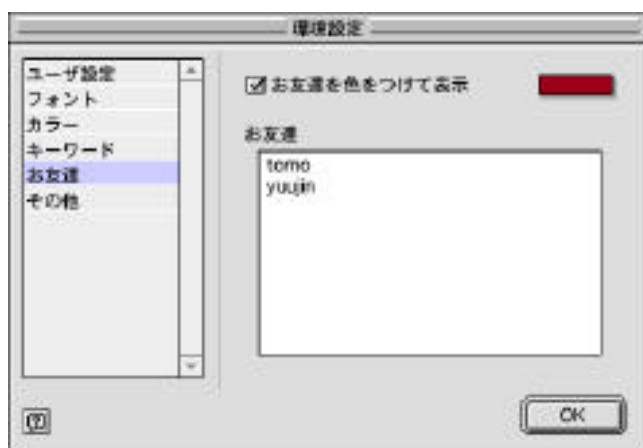 環境設定
ユーザ設定
フォント
カラー
キーワード
お友達
その他
お友達を色をつけて表示
お友達
tomo
yuujin
?
OK